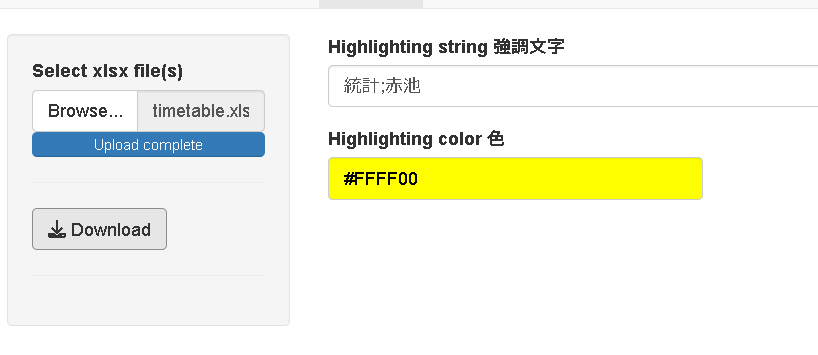 Select xlsx file(s)
Browse...
timetable.xls
Upload complete
Download
Highlighting string 強調文字
統計;赤池
Highlighting color 色
#FFFF00